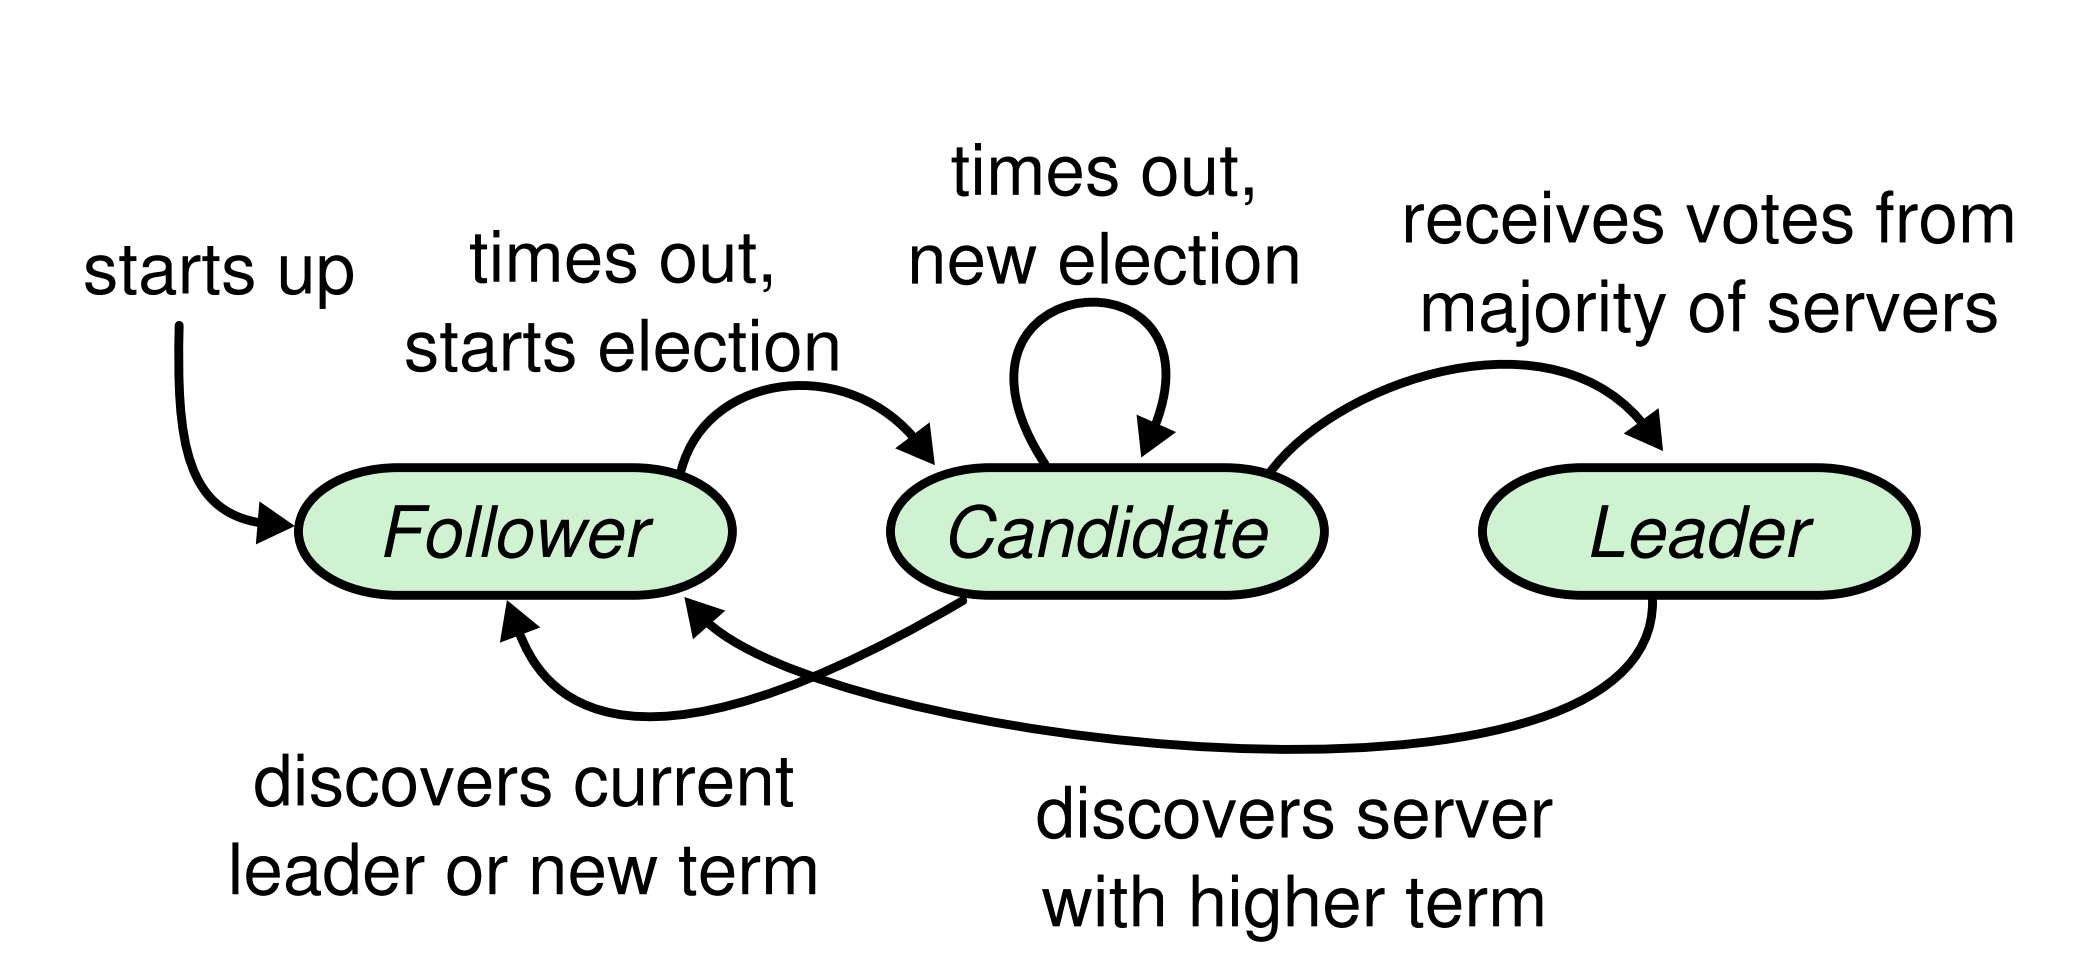 starts up
times out,
starts election
times out,
new election
receives votes from
majority of servers
Follower
Candidate
Leader
discovers current
leader or new term
discovers server
with higher term